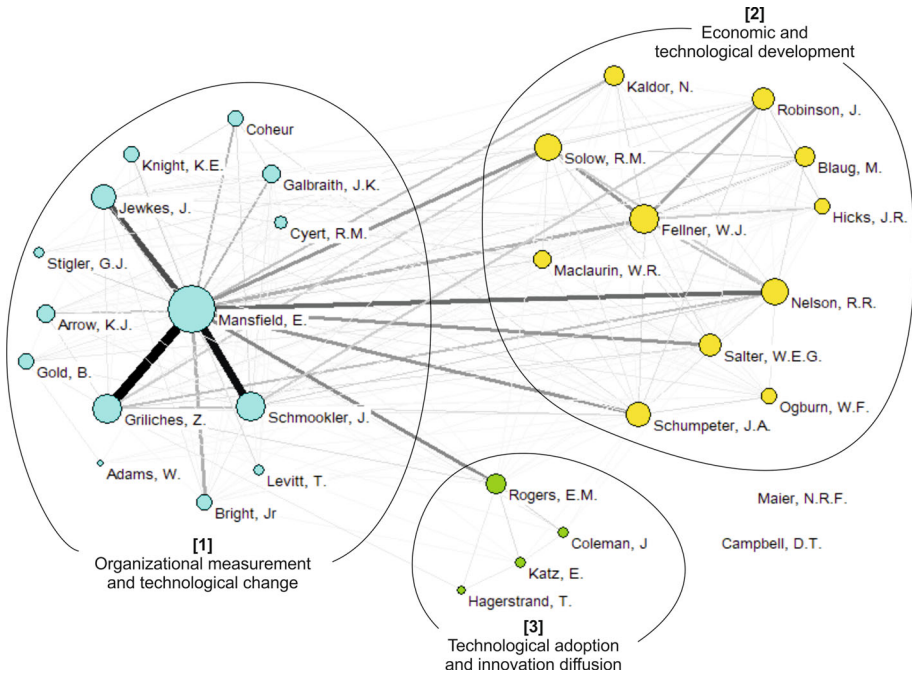 [2]
Economic and
technological development
Kaldor, N.
Robinson, J.
Coheur
Knight, K.E.
Solow, R.M.
Blaug, M.
Galbraith, J.K.
Jewkes, J.
Hicks, J.R.
Cyert, R.M.
Fellner, W.J.
Stigler, G.J.
Maclaurin, W.R.
Nelson, R.R.
Arrow, K.J.
Mansfield, E.
Salter, W.E.G.
Gold, B.
Ogburn, W.F.
Griliches, Z.
Schmookler, J.
Schumpeter, J.A.
Adams, W.
Levitt, T.
Rogers, E.M.
Maier, N.R.F.
Bright, Jr
Coleman, J
Campbell, D.T.
[1]
Organizational measurement
and technological change
Katz, E.
Hagerstrand, T.
[3]
Technological adoption
and innovation diffusion